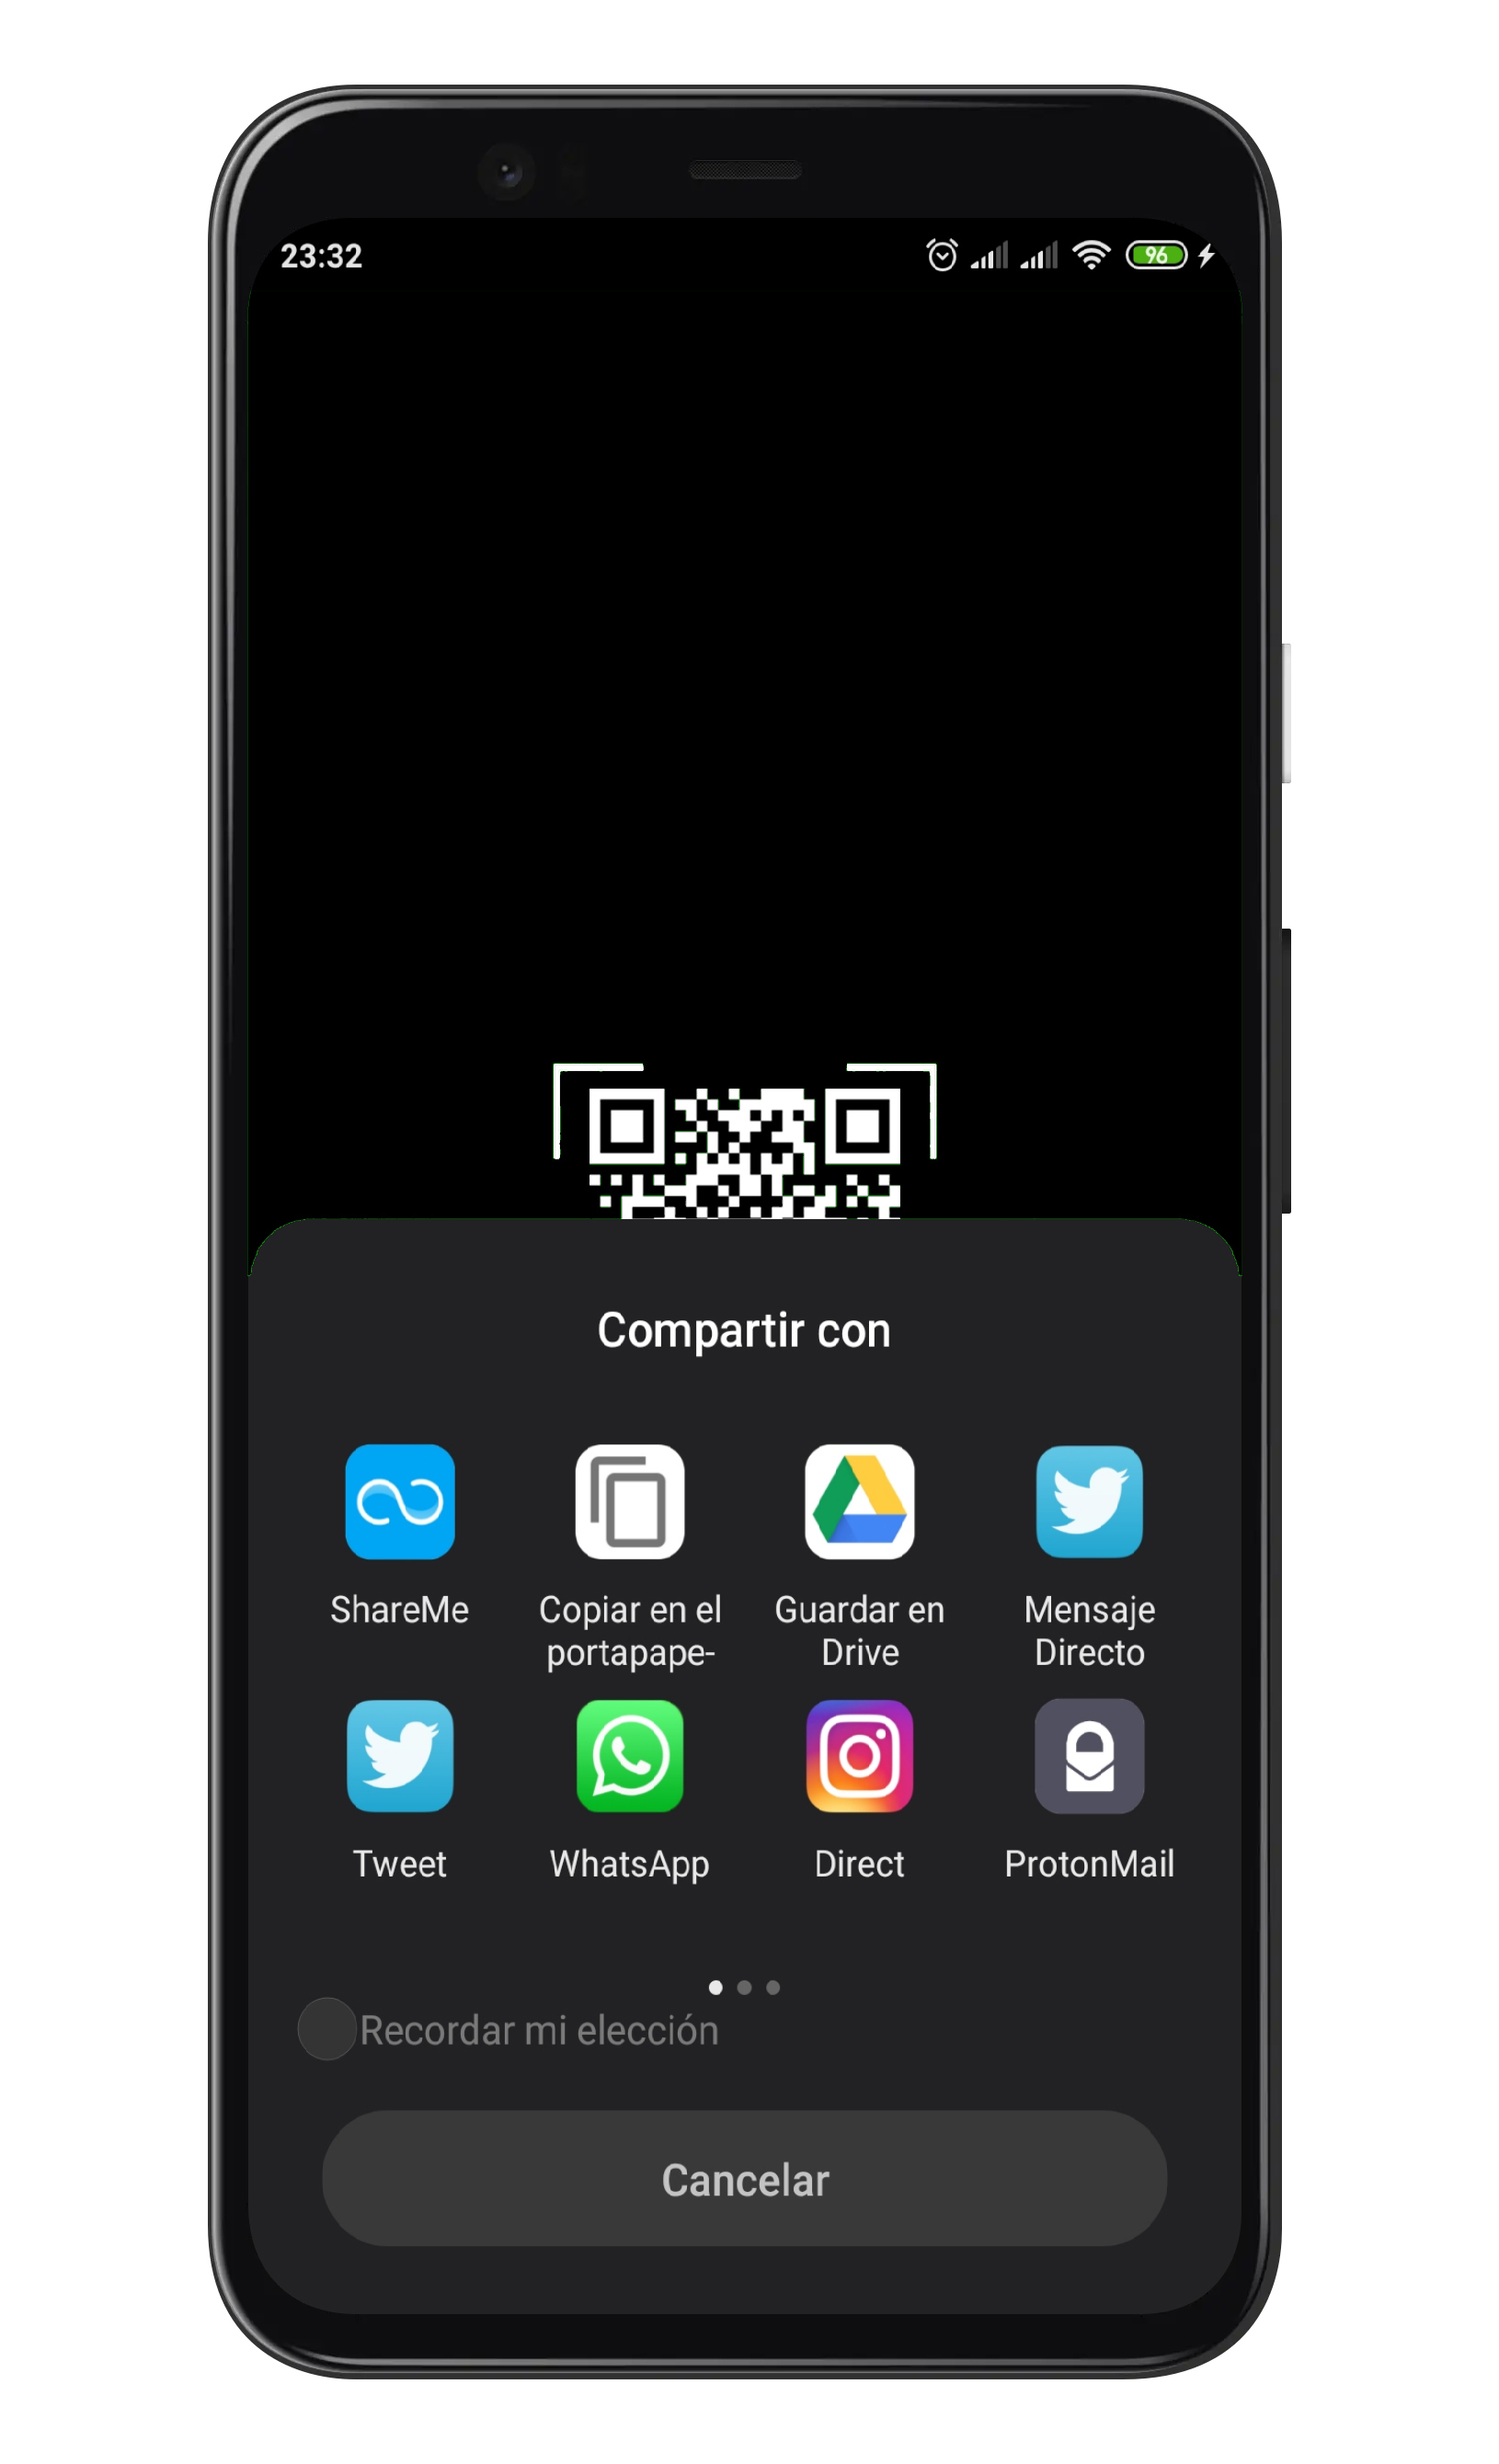 23:32
96
Compartir con
ShareMe
Copiar en el
portapape-
Guardar en
Drive
Mensaje
Directo
Tweet
WhatsApp
Direct
ProtonMail
Recordar mi elección
Cancelar